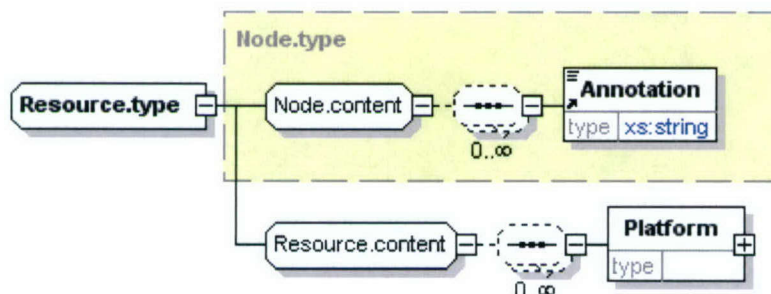 Node.type
Resource.type
Node.content
Annotation
type xs:string
0..∞
Resource.content
Platform
type
0..∞